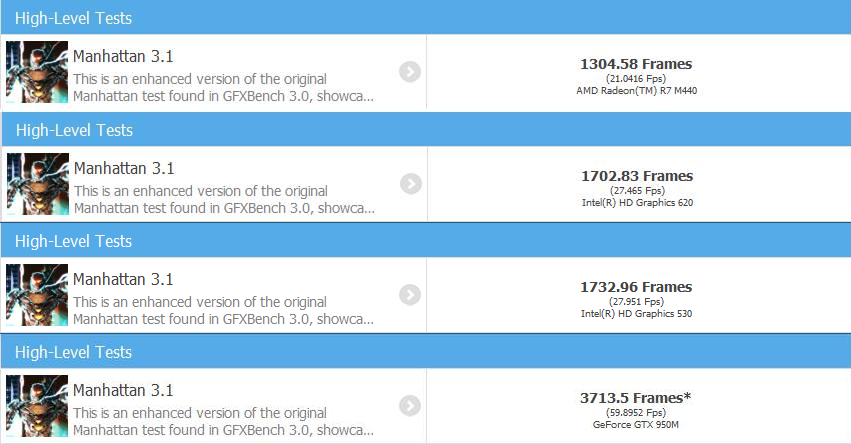 High-Level Tests
Manhattan 3.1
This is an enhanced version of the original
Manhattan test found in GFXBench 3.0, showca...
1304.58 Frames
(21.0416 Fps)
AMD Radeon(TM) R7 M440
High-Level Tests
Manhattan 3.1
This is an enhanced version of the original
Manhattan test found in GFXBench 3.0, showca...
1702.83 Frames
(27.465 Fps)
Intel(R) HD Graphics 620
High-Level Tests
Manhattan 3.1
This is an enhanced version of the original
Manhattan test found in GFXBench 3.0, showca...
1732.96 Frames
(27.951 Fps)
Intel(R) HD Graphics 530
High-Level Tests
Manhattan 3.1
This is an enhanced version of the original
Manhattan test found in GFXBench 3.0, showca...
3713.5 Frames*
(59.8952 Fps)
GeForce GTX 950M